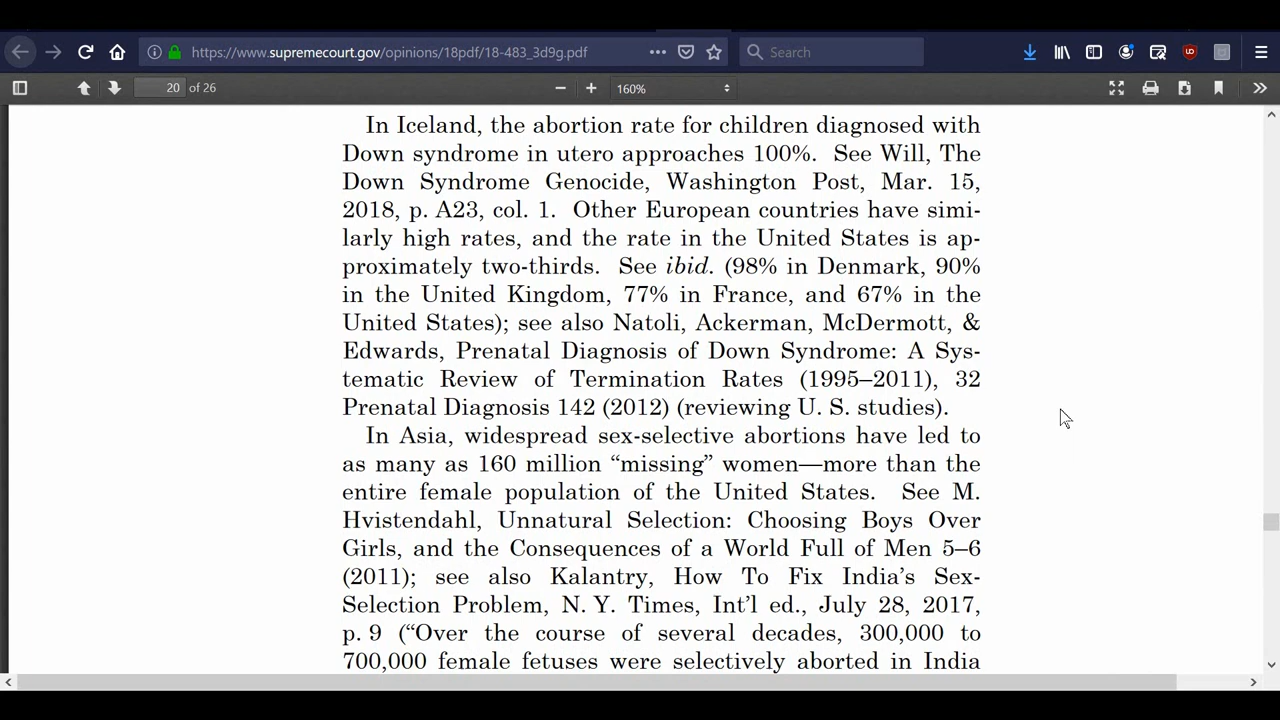 https://www.supremecourt.gov/opinions/18pdf/18-483_3d9g.pdf
Search
20 of 26
160%
In Iceland, the abortion rate for children diagnosed with
Down syndrome in utero approaches 100%. See Will, The
Down Syndrome Genocide, Washington Post, Mar. 15,
2018, p. A23, col. 1. Other European countries have simi-
larly high rates, and the rate in the United States is ap-
proximately two-thirds. See ibid. (98% in Denmark, 90%
in the United Kingdom, 77% in France, and 67% in the
United States); see also Natoli, Ackerman, McDermott, &
Edwards, Prenatal Diagnosis of Down Syndrome: A Sys-
tematic Review of Termination Rates (1995–2011), 32
Prenatal Diagnosis 142 (2012) (reviewing U. S. studies).
In Asia, widespread sex-selective abortions have led to
as many as 160 million “missing” women—more than the
entire female population of the United States. See M.
Hvistendahl, Unnatural Selection: Choosing Boys Over
Girls, and the Consequences of a World Full of Men 5–6
(2011); see also Kalantry, How To Fix India’s Sex-
Selection Problem, N. Y. Times, Int’l ed., July 28, 2017,
p. 9 (“Over the course of several decades, 300,000 to
700,000 female fetuses were selectively aborted in India